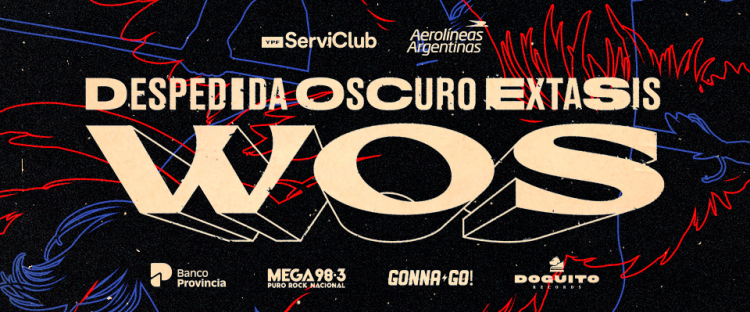 YPF ServiClub
Aerolíneas
Argentinas
DESPEDIDA OSCURO EXTASIS
WOS
Banco
Provincia
MEGA 98·3
PURO ROCK NACIONAL
GONNA GO!
DOGUITO
RECORDS